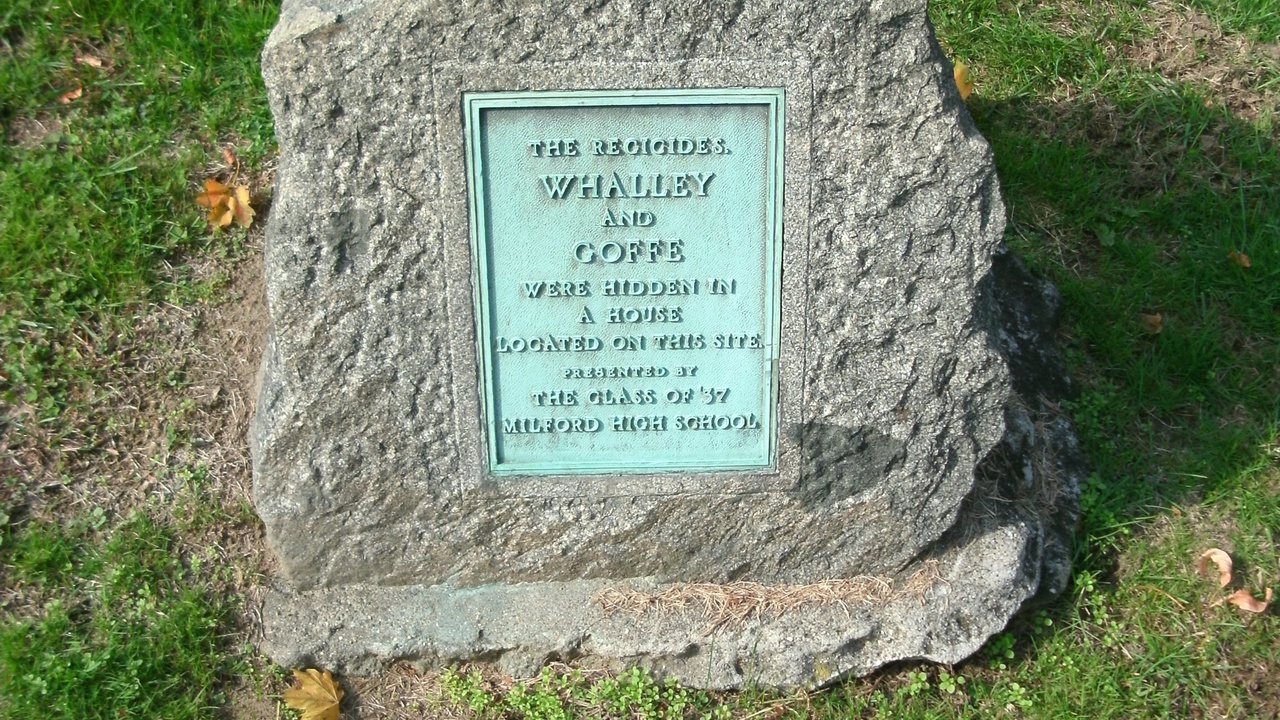 THE REGICIDES.
WHALLEY
AND
GOFFE
WERE HIDDEN IN
A HOUSE
LOCATED ON THIS SITE.
PRESENTED BY
THE CLASS OF '37
MILFORD HIGH SCHOOL